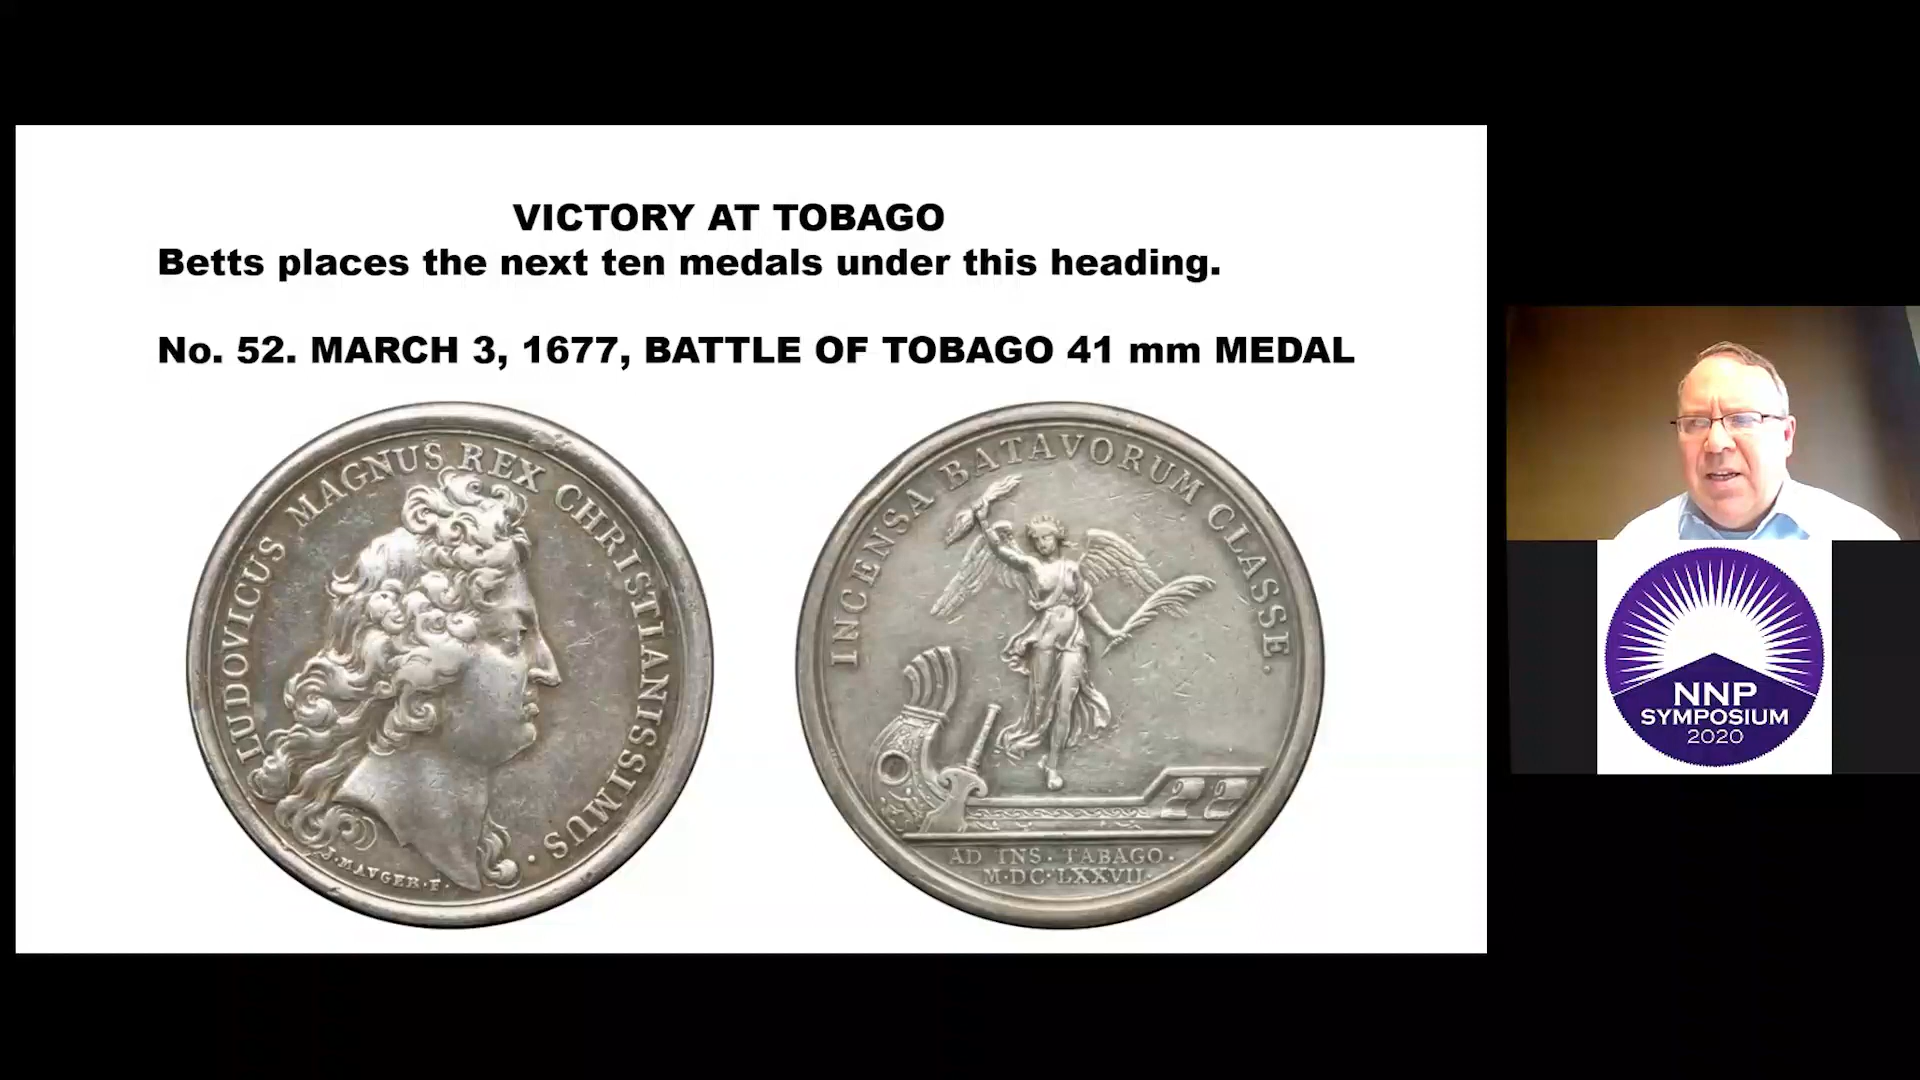 VICTORY AT TOBAGO
Betts places the next ten medals under this heading.
No. 52. MARCH 3, 1677, BATTLE OF TOBAGO 41 mm MEDAL
LUDOVICUS MAGNUS REX CHRISTIANISSIMUS.
J·MAVGER·F·
INCENSA BATAVORUM CLASSE.
AD INS· TABAGO·
M·DC·LXXVII·
NNP
SYMPOSIUM
2020